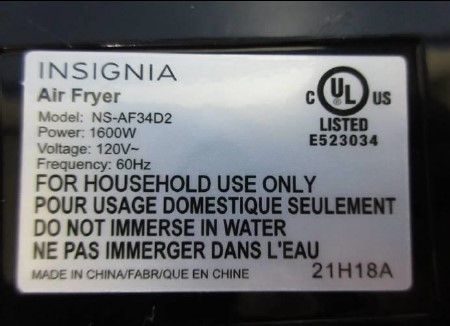 INSIGNIA
Air Fryer
Model: NS-AF34D2
Power: 1600W
Voltage: 120V~
Frequency: 60Hz
C UL US
LISTED
E523034
FOR HOUSEHOLD USE ONLY
POUR USAGE DOMESTIQUE SEULEMENT
DO NOT IMMERSE IN WATER
NE PAS IMMERGER DANS L'EAU
MADE IN CHINA/FABR/QUE EN CHINE
21H18A